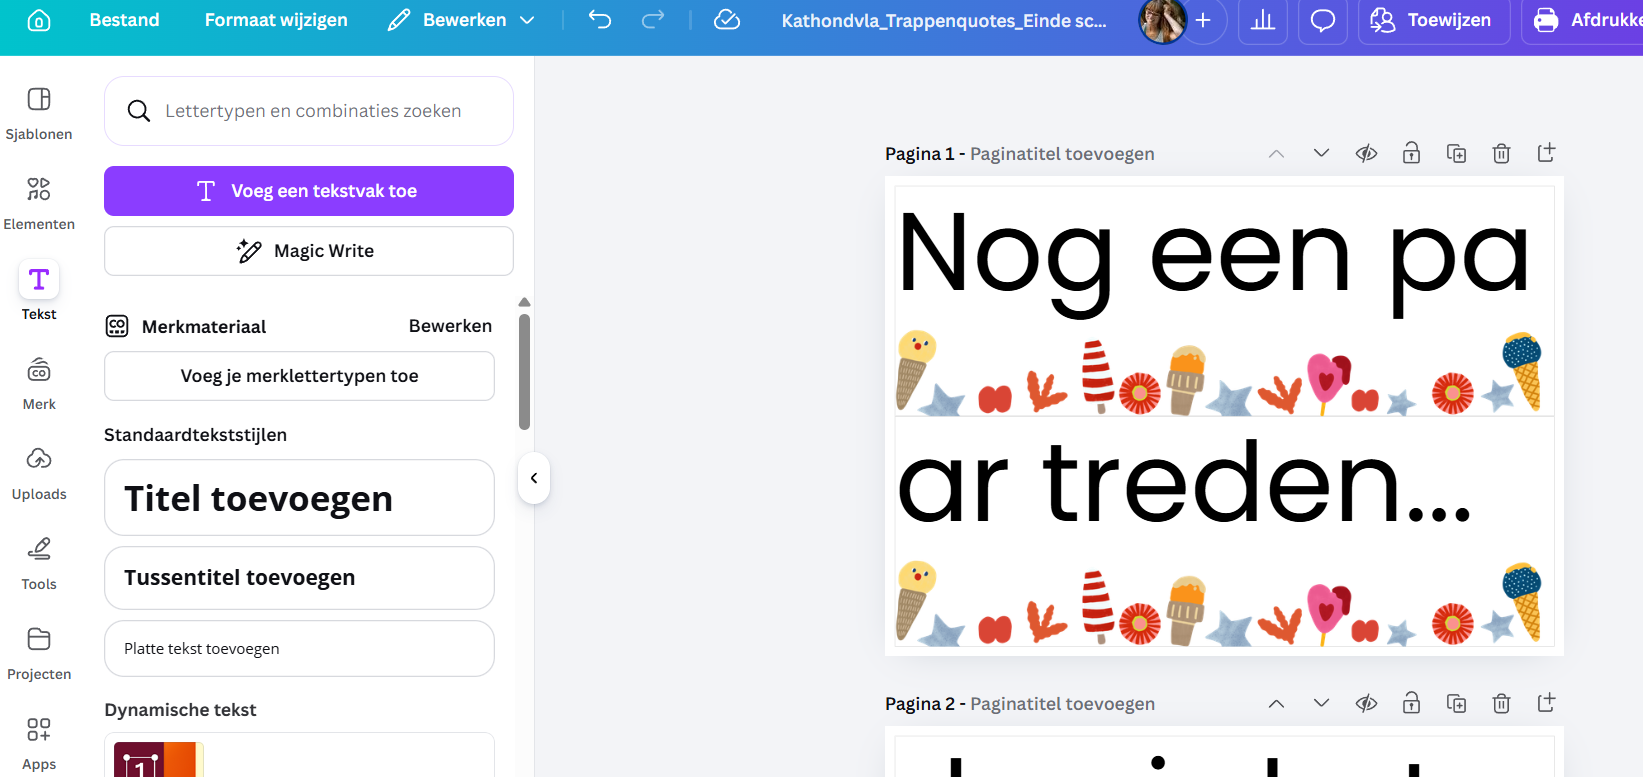 Bestand
Formaat wijzigen
Bewerken
Kathondvla_Trappenquotes_Einde sc...
Toewijzen
Afdrukke
Sjablonen
Elementen
Tekst
Merk
Uploads
Tools
Projecten
Apps
Lettertypen en combinaties zoeken
Voeg een tekstvak toe
Magic Write
Merkmateriaal
Bewerken
Voeg je merklettertypen toe
Standaardtekststijlen
Titel toevoegen
Tussentitel toevoegen
Platte tekst toevoegen
Dynamische tekst
1
Pagina 1 - Paginatitel toevoegen
Nog een pa
ar treden...
Pagina 2 - Paginatitel toevoegen